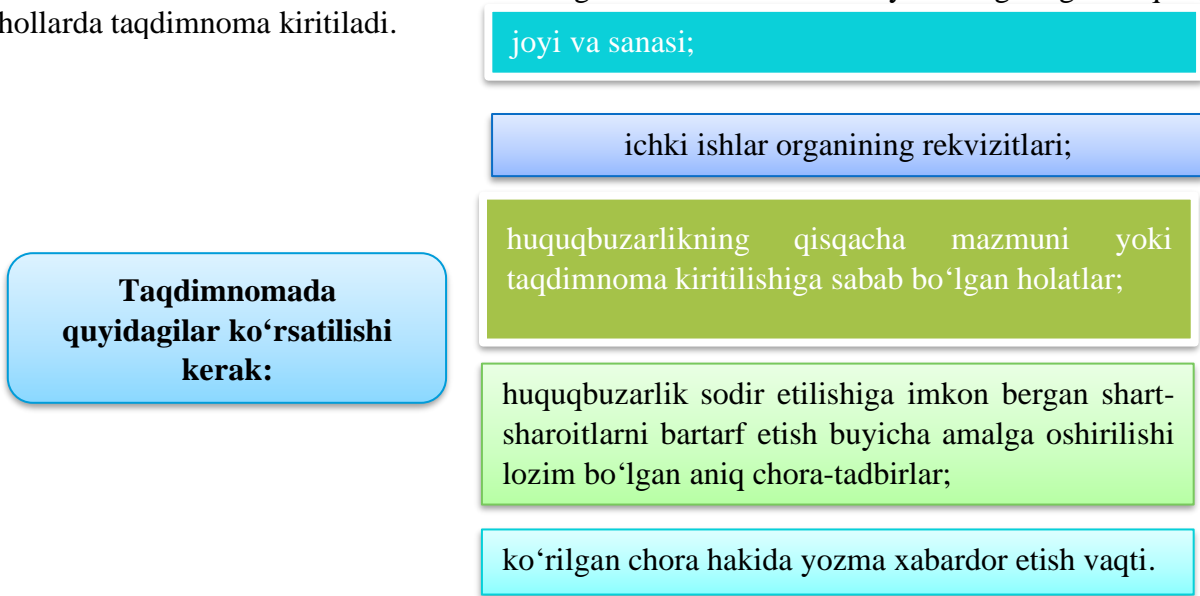 hollarda taqdimnoma kiritiladi.
joyi va sanasi;
ichki ishlar organining rekvizitlari;
huquqbuzarlikning qisqacha mazmuni yoki
taqdimnoma kiritilishiga sabab bo‘lgan holatlar;
Taqdimnomada
quyidagilar ko‘rsatilishi
kerak:
huquqbuzarlik sodir etilishiga imkon bergan shart-
sharoitlarni bartarf etish buyicha amalga oshirilishi
lozim bo‘lgan aniq chora-tadbirlar;
ko‘rilgan chora hakida yozma xabardor etish vaqti.